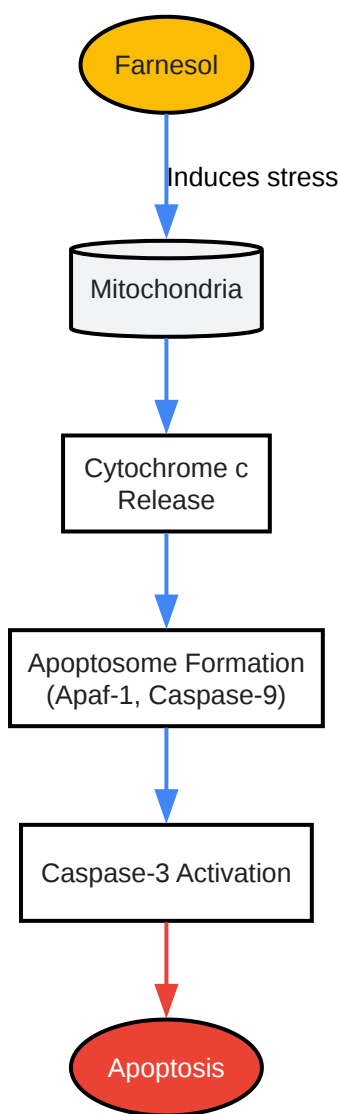 Farnesol
Induces stress
Mitochondria
Cytochrome c
Release
Apoptosome Formation
(Apaf-1, Caspase-9)
Caspase-3 Activation
Apoptosis